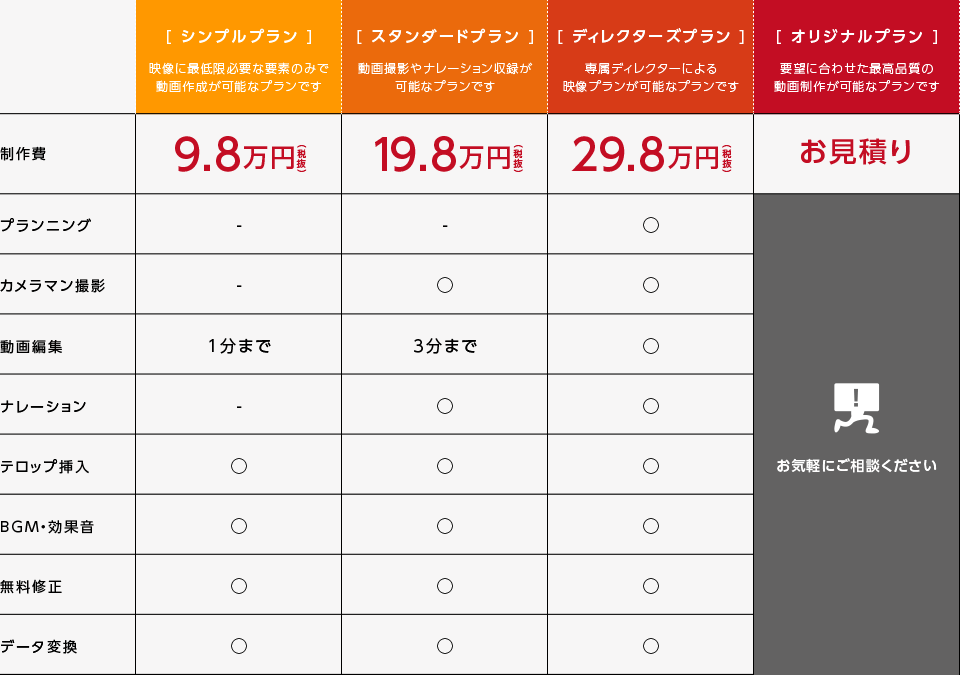 [ シンプルプラン ] [ スタンダードプラン ] [ ディレクターズプラン ] [ オリジナルプラン ]
映像に最低限必要な要素のみで
動画作成が可能なプランです
動画撮影やナレーション収録が
可能なプランです
専属ディレクターによる
映像プランが可能なプランです
要望に合わせた最高品質の
動画制作が可能なプランです
制作費 9.8万円(税抜) 19.8万円(税抜) 29.8万円(税抜) お見積り
プランニング - - ○
カメラマン撮影 - ○ ○
動画編集 1分まで 3分まで ○
ナレーション - ○ ○
!
テロップ挿入 ○ ○ ○ お気軽にご相談ください
BGM・効果音 ○ ○ ○
無料修正 ○ ○ ○
データ変換 ○ ○ ○